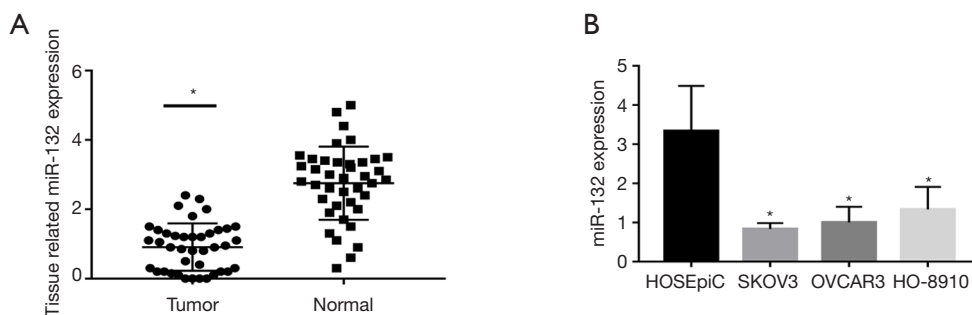 A
Tissue related miR-132 expression
6
4
2
0
*
Tumor Normal
B
miR-132 expression
5
4
3
2
1
0
* * *
HOSEpiC SKOV3 OVCAR3 HO-8910